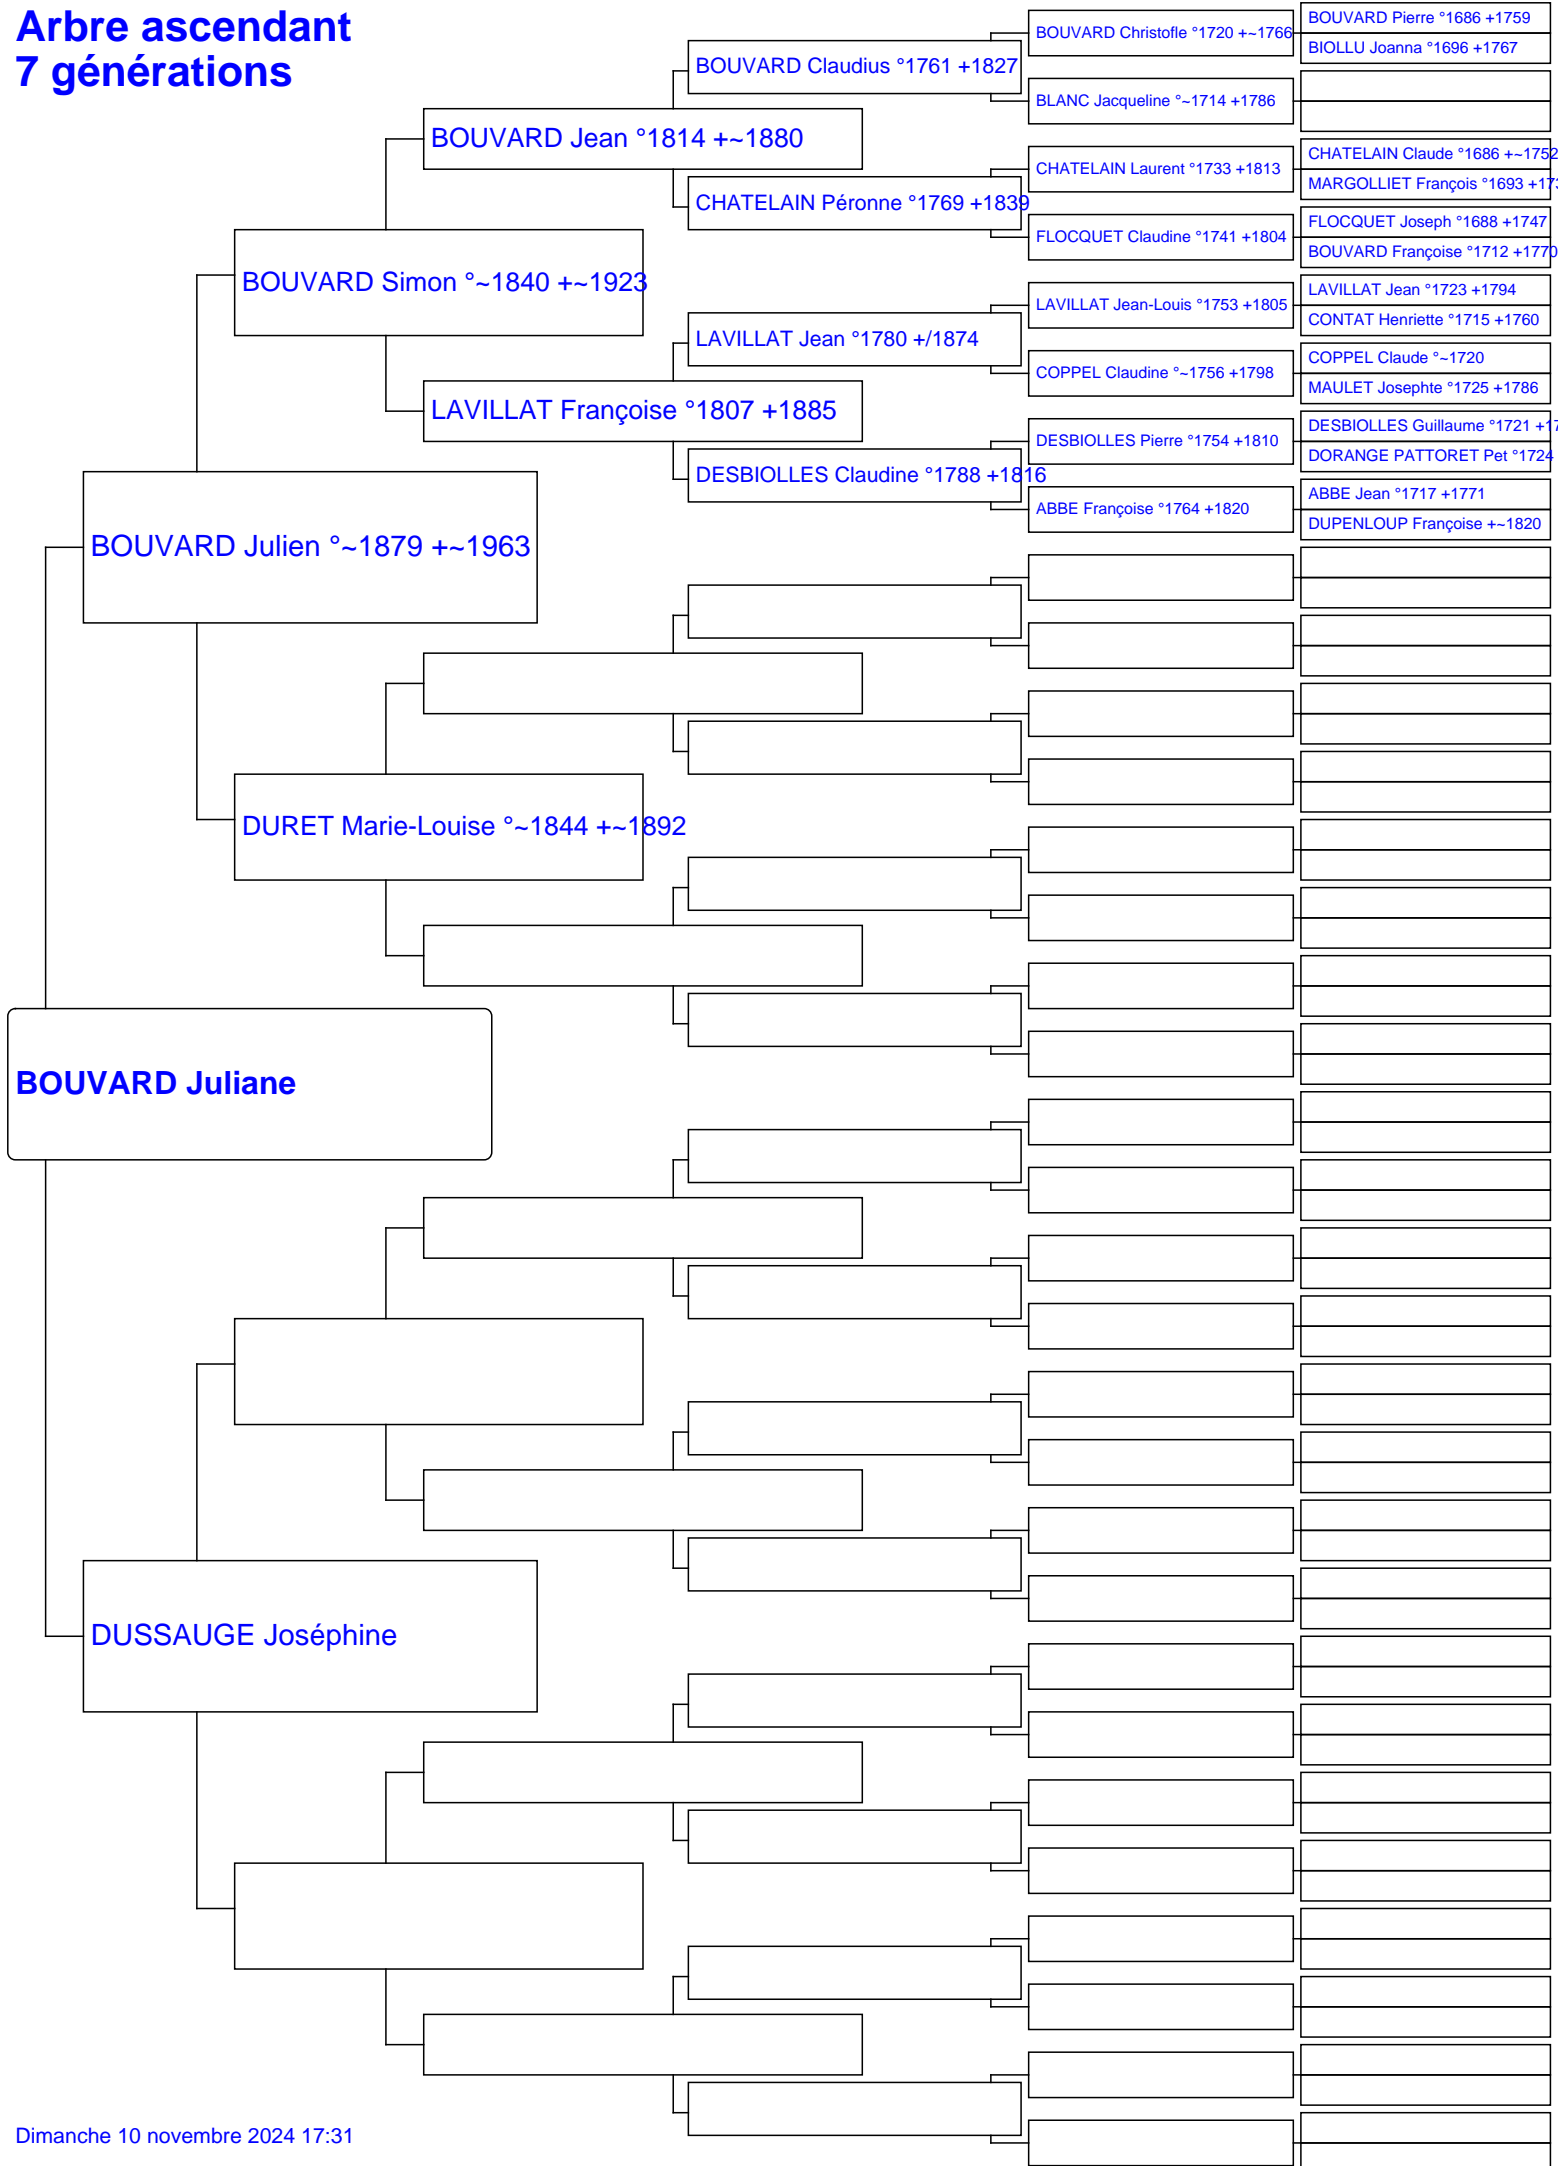 Arbre ascendant
7 générations
BOUVARD Juliane
BOUVARD Julien °~1879 +~1963
DUSSAUGE Joséphine
BOUVARD Simon °~1840 +~1923
DURET Marie-Louise °~1844 +~1892
BOUVARD Jean °1814 +~1880
LAVILLAT Françoise °1807 +1885
BOUVARD Claudius °1761 +1827
CHATELAIN Péronne °1769 +1839
LAVILLAT Jean °1780 +/1874
DESBIOLLES Claudine °1788 +1816
BOUVARD Christofle °1720 +~1766
BLANC Jacqueline °~1714 +1786
CHATELAIN Laurent °1733 +1813
FLOCQUET Claudine °1741 +1804
LAVILLAT Jean-Louis °1753 +1805
COPPEL Claudine °~1756 +1798
DESBIOLLES Pierre °1754 +1810
ABBE Françoise °1764 +1820
BOUVARD Pierre °1686 +1759
BIOLLU Joanna °1696 +1767
CHATELAIN Claude °1686 +~1752
MARGOLLIET François °1693 +173
FLOCQUET Joseph °1688 +1747
BOUVARD Françoise °1712 +1770
LAVILLAT Jean °1723 +1794
CONTAT Henriette °1715 +1760
COPPEL Claude °~1720
MAULET Josephte °1725 +1786
DESBIOLLES Guillaume °1721 +17
DORANGE PATTORET Pet °1724
ABBE Jean °1717 +1771
DUPENLOUP Françoise +~1820
Dimanche 10 novembre 2024 17:31